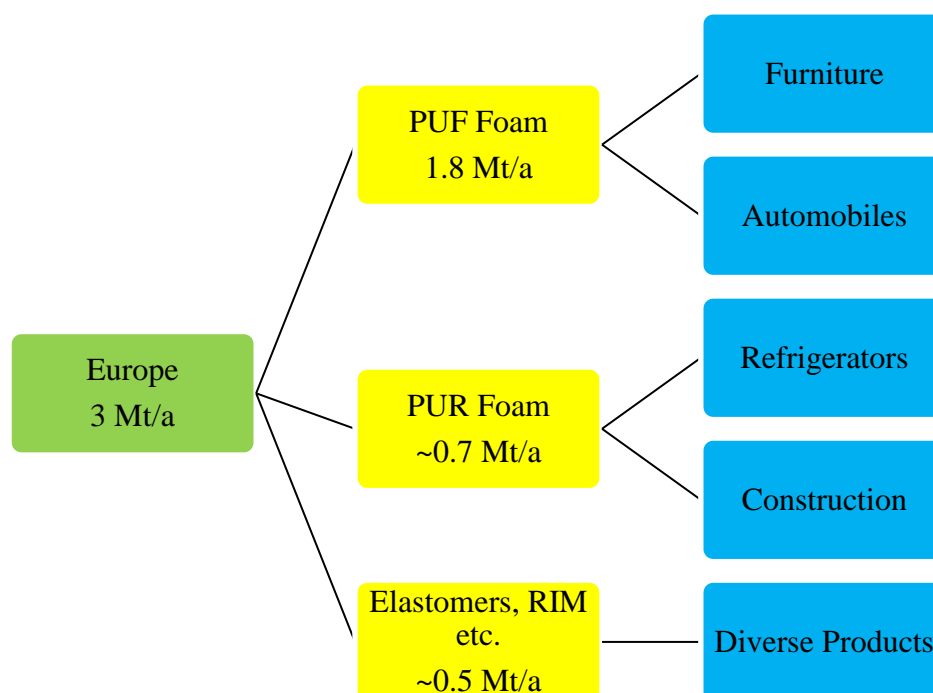 Europe
3 Mt/a
PUF Foam
1.8 Mt/a
PUR Foam
~0.7 Mt/a
Elastomers, RIM
etc.
~0.5 Mt/a
Furniture
Automobiles
Refrigerators
Construction
Diverse Products